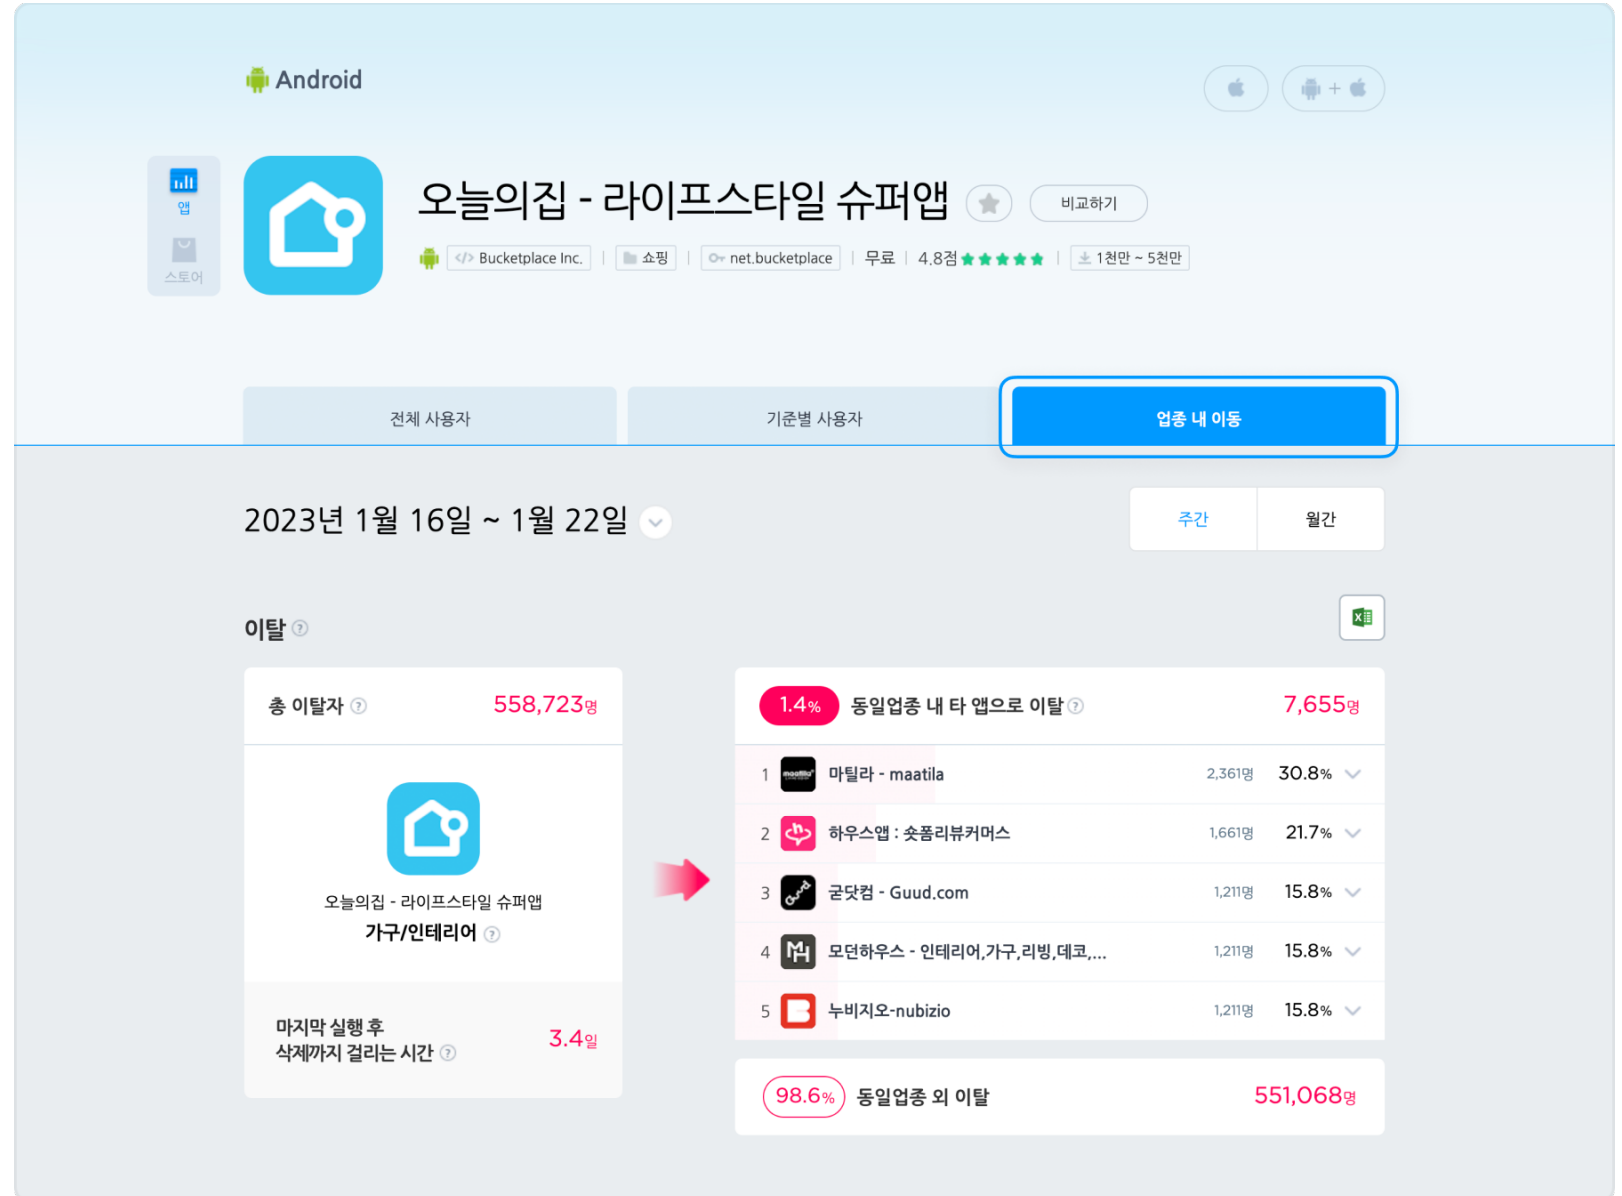 Android
+
앱
스토어
오늘의집 - 라이프스타일 슈퍼앱
비교하기
</> Bucketplace Inc. | 쇼핑 | net.bucketplace | 무료 | 4.8점 ★★★★★ | 1천만 ~ 5천만
전체 사용자
기준별 사용자
업종 내 이동
2023년 1월 16일 ~ 1월 22일
주간
월간
이탈 ?
총 이탈자 ? 558,723명
오늘의집 - 라이프스타일 슈퍼앱
가구/인테리어 ?
마지막 실행 후
삭제까지 걸리는 시간 ? 3.4일
1.4% 동일업종 내 타 앱으로 이탈 ? 7,655명
1 maatila 마틸라 - maatila 2,361명 30.8%
2 h 하우스앱 : 숏폼리뷰커머스 1,661명 21.7%
3 Guud 굳닷컴 - Guud.com 1,211명 15.8%
4 MH 모던하우스 - 인테리어,가구,리빙,데코,... 1,211명 15.8%
5 누비지오-nubizio 1,211명 15.8%
98.6% 동일업종 외 이탈 551,068명